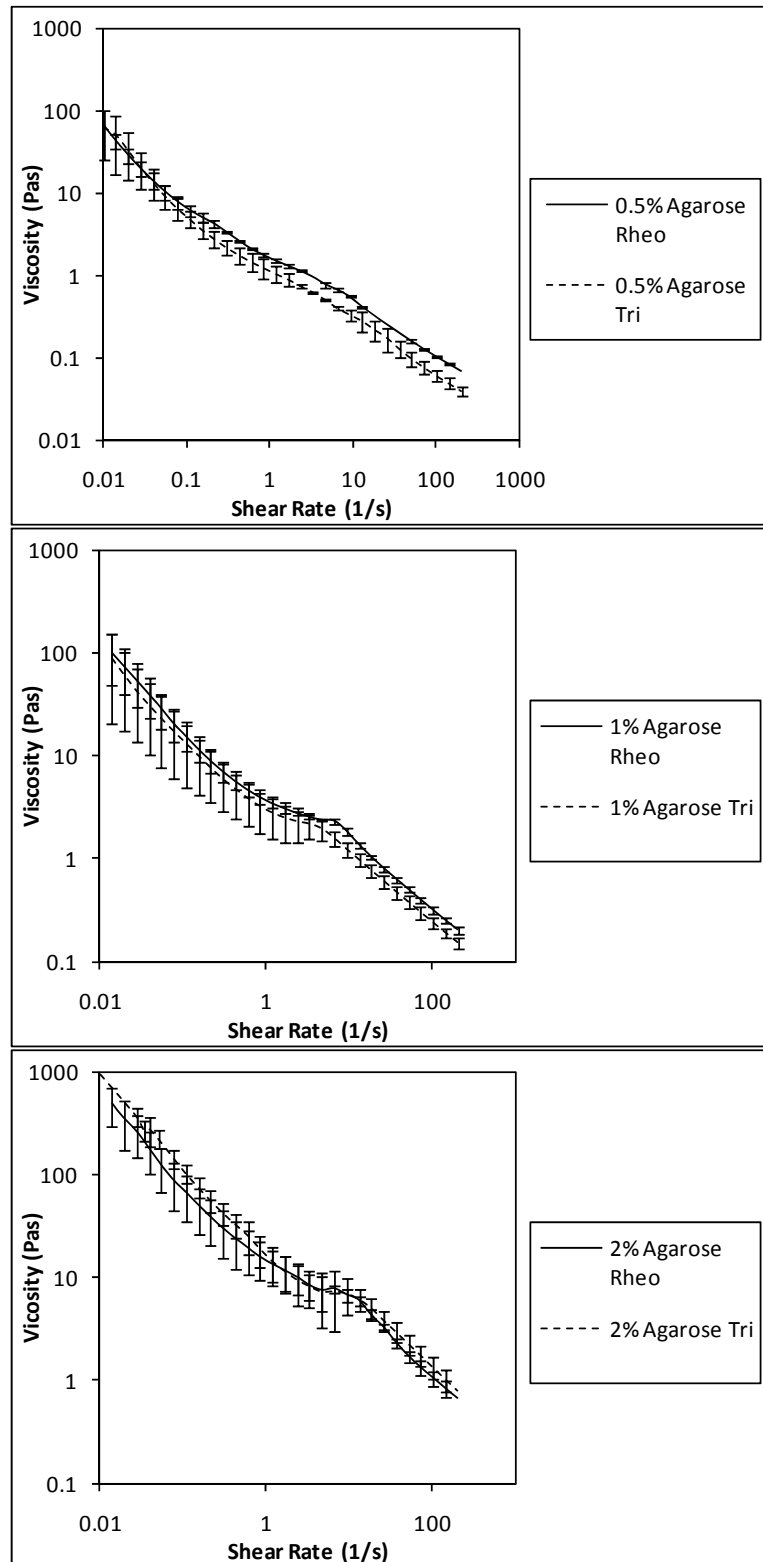 1000
100
10
1
0.1
0.01
Viscosity (Pas)
0.01 0.1 1 10 100 1000
Shear Rate (1/s)
0.5% Agarose
Rheo
0.5% Agarose
Tri
1000
100
10
1
0.1
Viscosity (Pas)
0.01 1 100
Shear Rate (1/s)
1% Agarose
Rheo
1% Agarose Tri
1000
100
10
1
0.1
Vicosity (Pas)
0.01 1 100
Shear Rate (1/s)
2% Agarose
Rheo
2% Agarose Tri